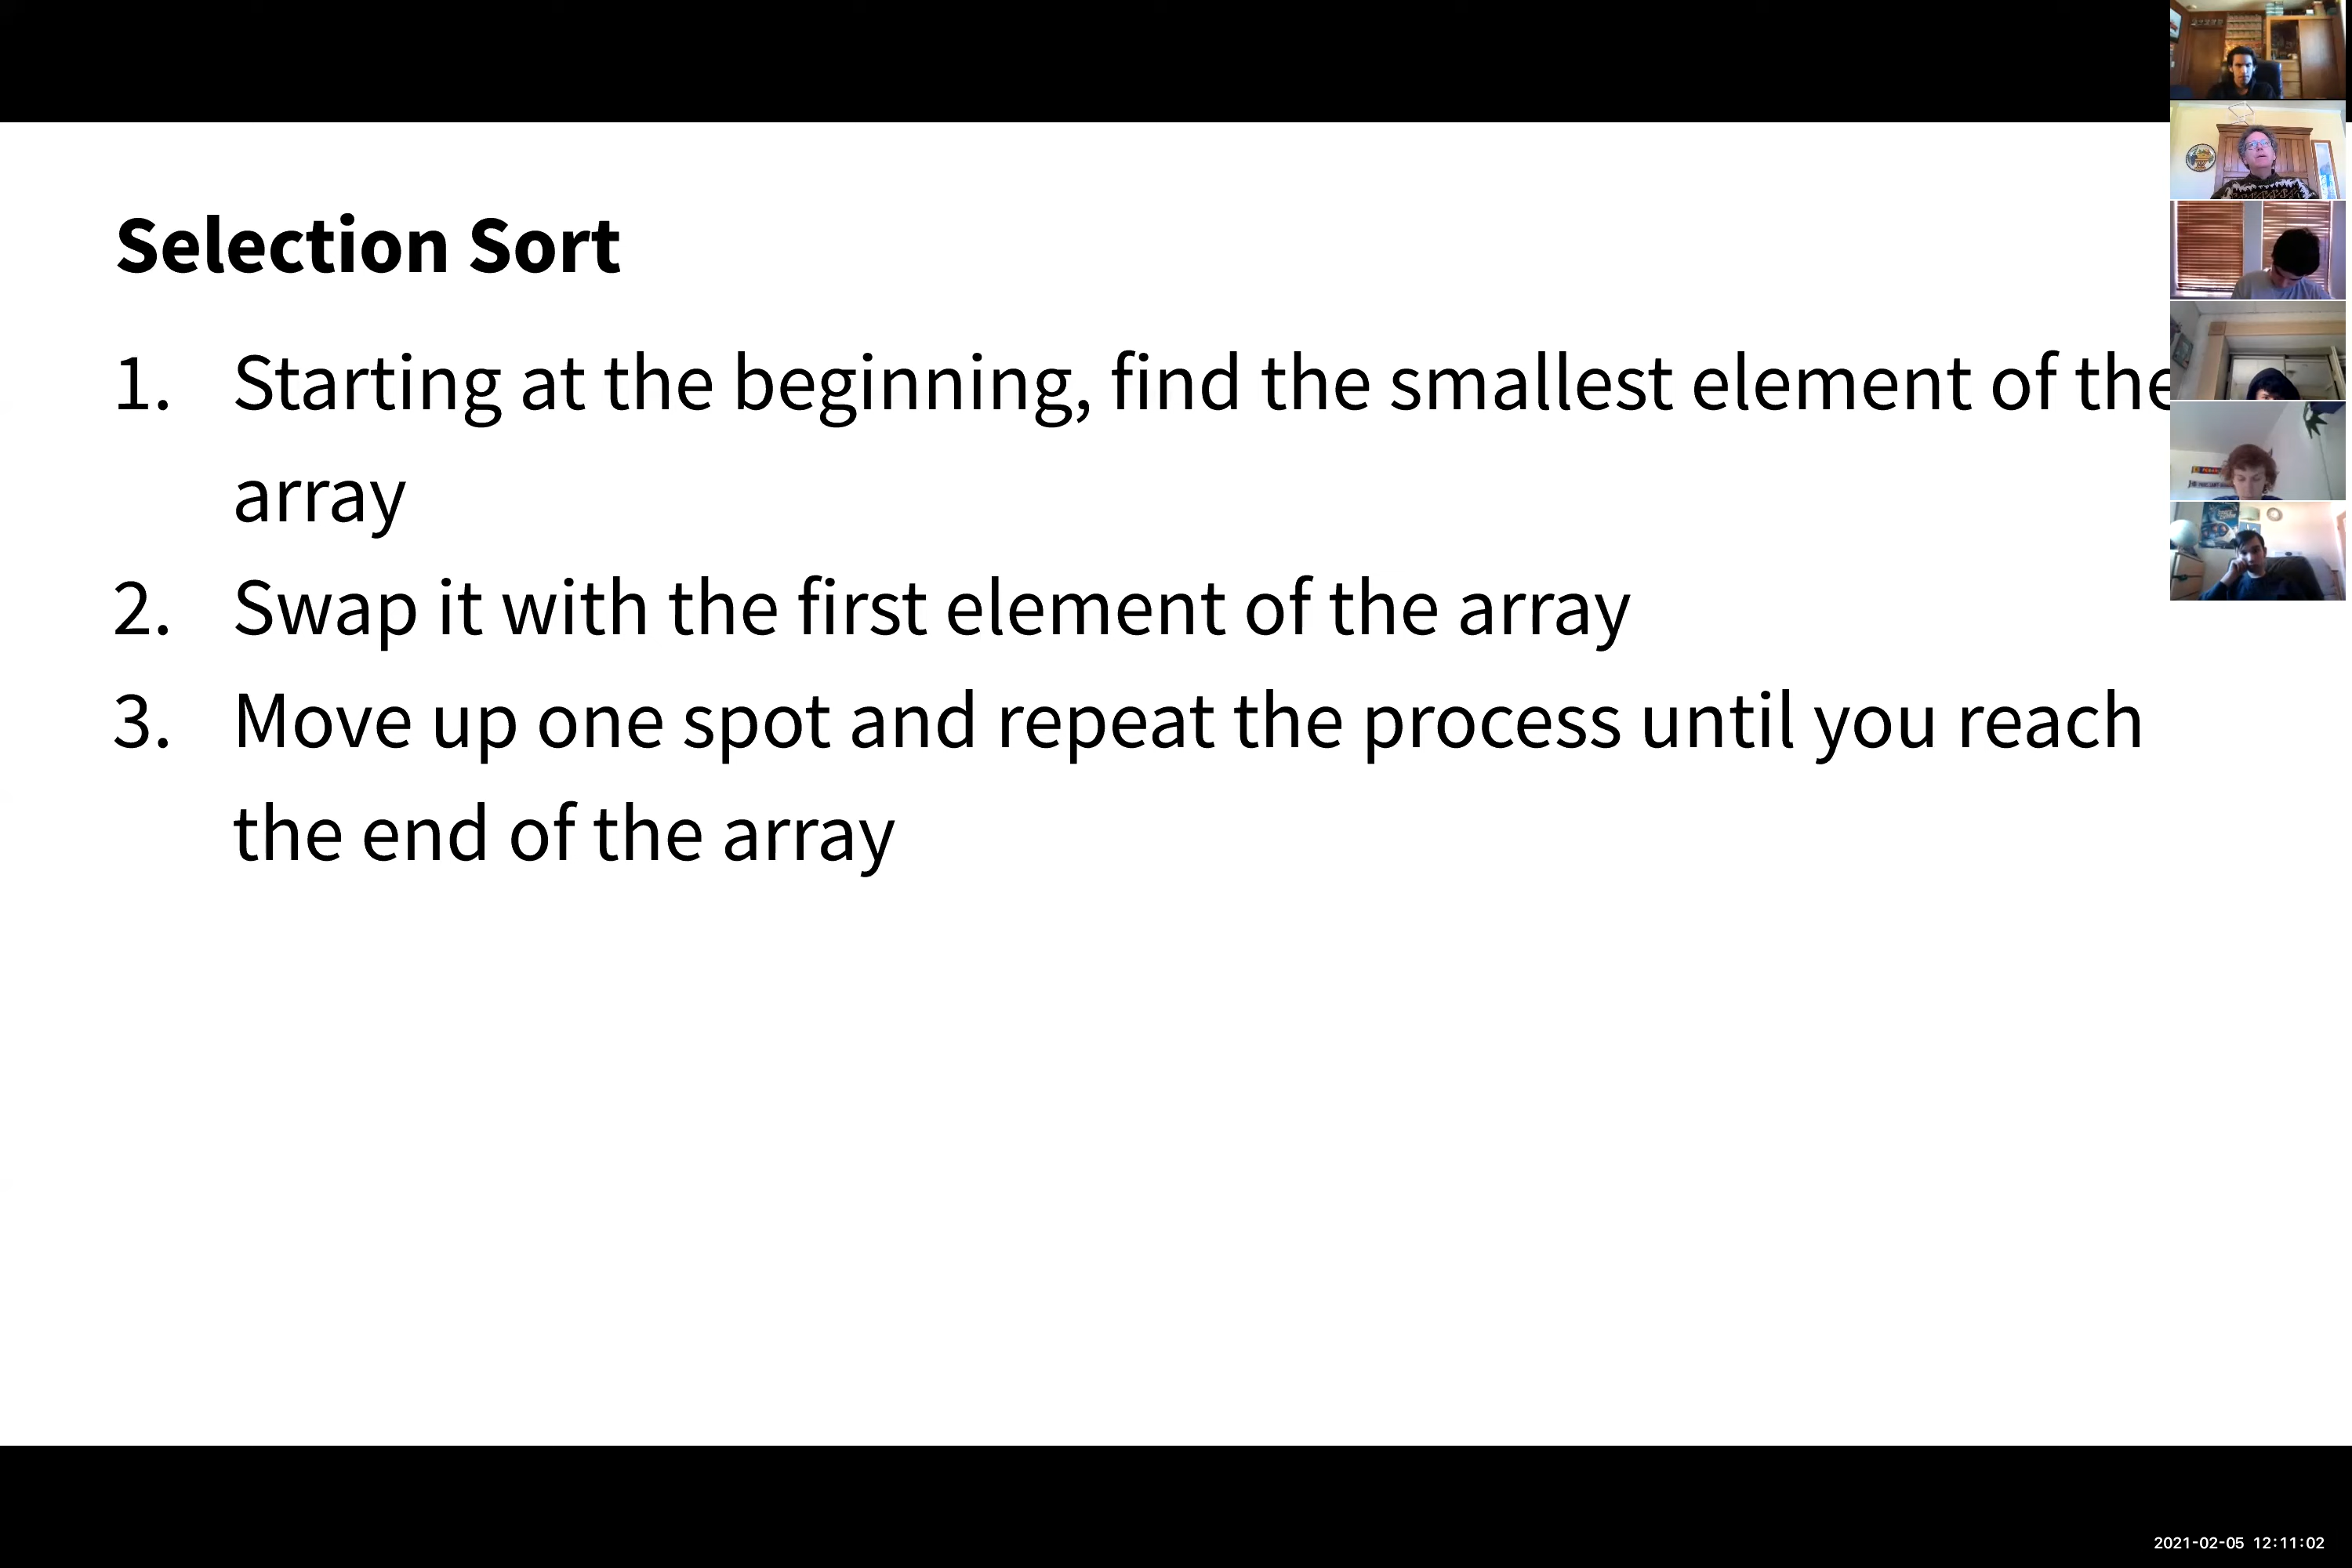 Selection Sort
1. Starting at the beginning, find the smallest element of the
array
2. Swap it with the first element of the array
3. Move up one spot and repeat the process until you reach
the end of the array
2021-02-05 12:11:02